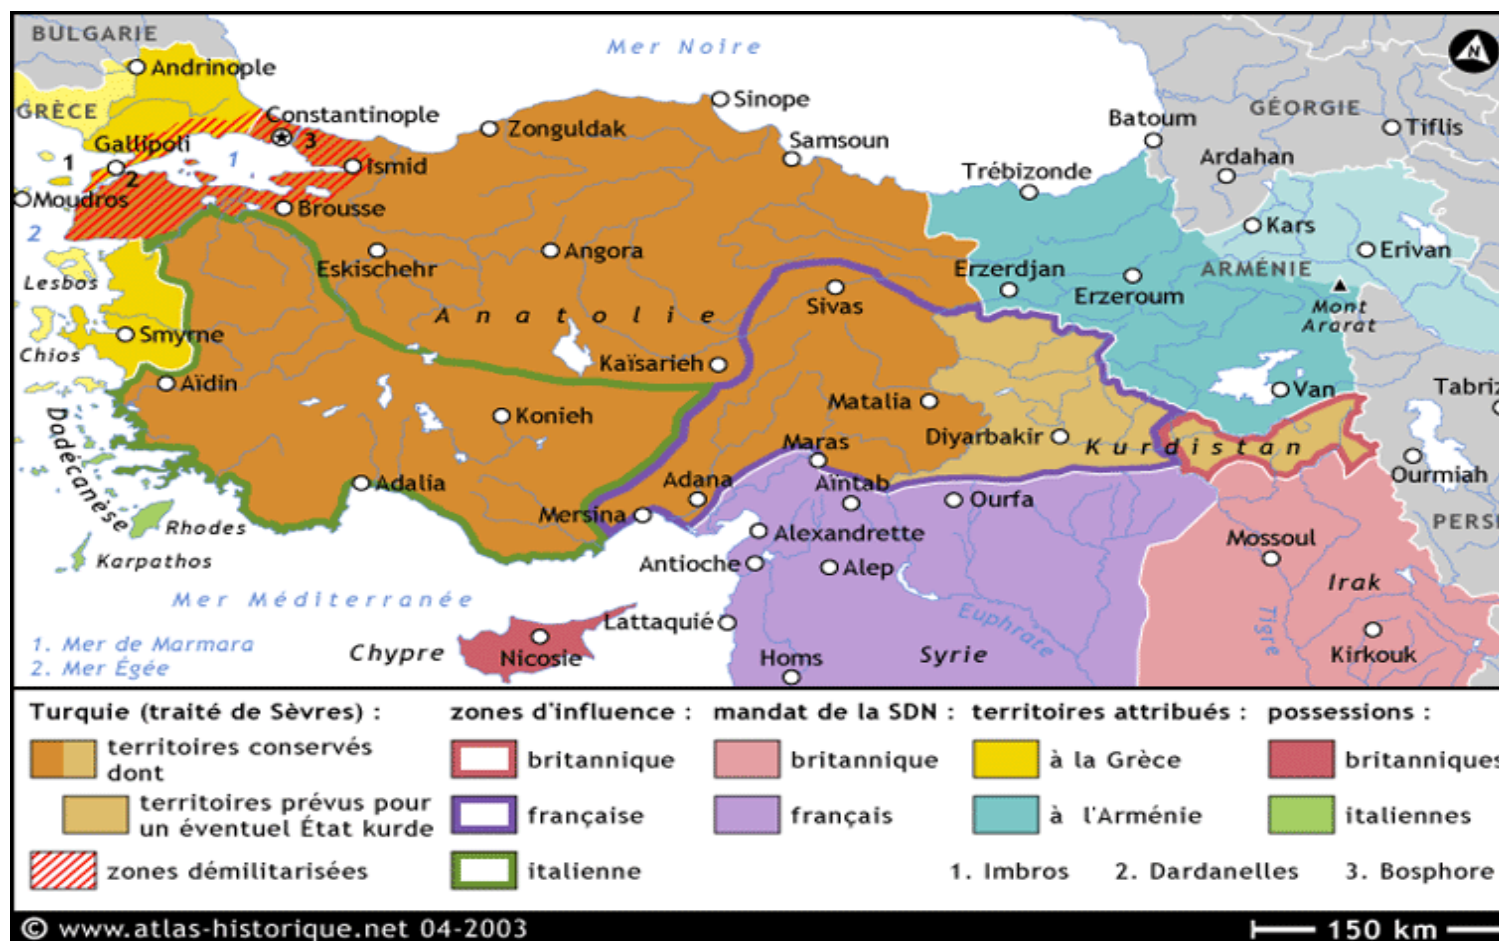 BULGARIE
Mer Noire
Andrinople
Sinope
GRÈCE
Constantinople
Zonguldak
GÉORGIE
Batoum
Tiflis
Gallipoli
3
Samsoun
1
1
Ismid
Ardahan
2
Trébizonde
Moudros
Brousse
Kars
2
Angora
Erivan
Eskischehr
Erzerdjan
ARMÉNIE
Lesbos
Sivas
Erzeroum
Mont
Ararat
Anatolie
Smyrne
Chios
Kaïsarieh
Aïdin
Van
Tabriz
Konieh
Matalia
Dadécanèse
Diyarbakir
Kurdistan
Maras
Adalia
Adana
Aïntab
Ourmiah
Rhodes
Mersina
Ourfa
PERS
Karpathos
Alexandrette
Mossoul
Antioche
Alep
Irak
Mer Méditerranée
Euphrate
Tigre
Lattaquié
1. Mer de Marmara
2. Mer Égée
Chypre
Nicosie
Homs
Syrie
Kirkouk
N
Turquie (traité de Sèvres) :
territoires conservés
dont
territoires prévus pour
un éventuel État kurde
zones démilitarisées
zones d'influence :
britannique
française
italienne
mandat de la SDN :
britannique
français
territoires attribués :
à la Grèce
à l'Arménie
possessions :
britanniques
italiennes
1. Imbros 2. Dardanelles 3. Bosphore
© www.atlas-historique.net 04-2003
150 km